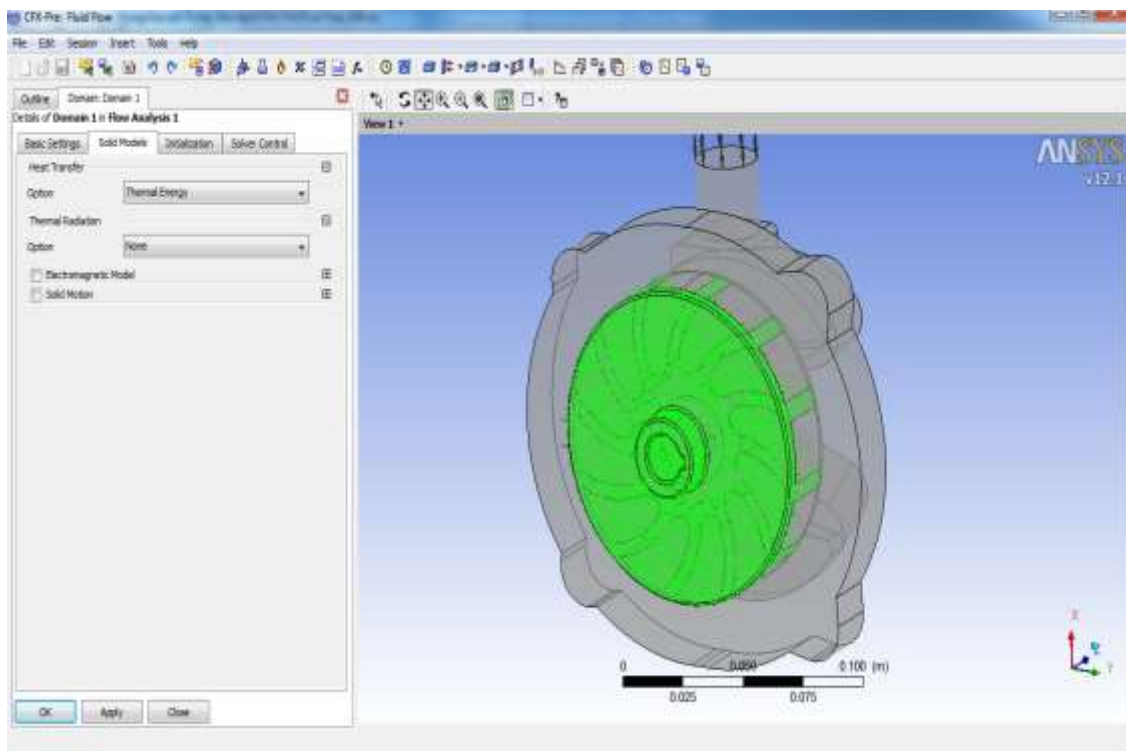 CFX-Pre: Fluid Flow
File Edit Session Insert Tools Help
Outline Domain: Domain 1
Details of Domain 1 in Flow Analysis 1
Basic Settings Solid Models Initialization Solver Control
Heat Transfer
Option Thermal Energy
Thermal Radiation
Option None
Electromagnetic Model
Solid Motion
OK Apply Close
View 1
ANSYS
v12.1
0 0.050 0.100 (m)
0.025 0.075
X
Y